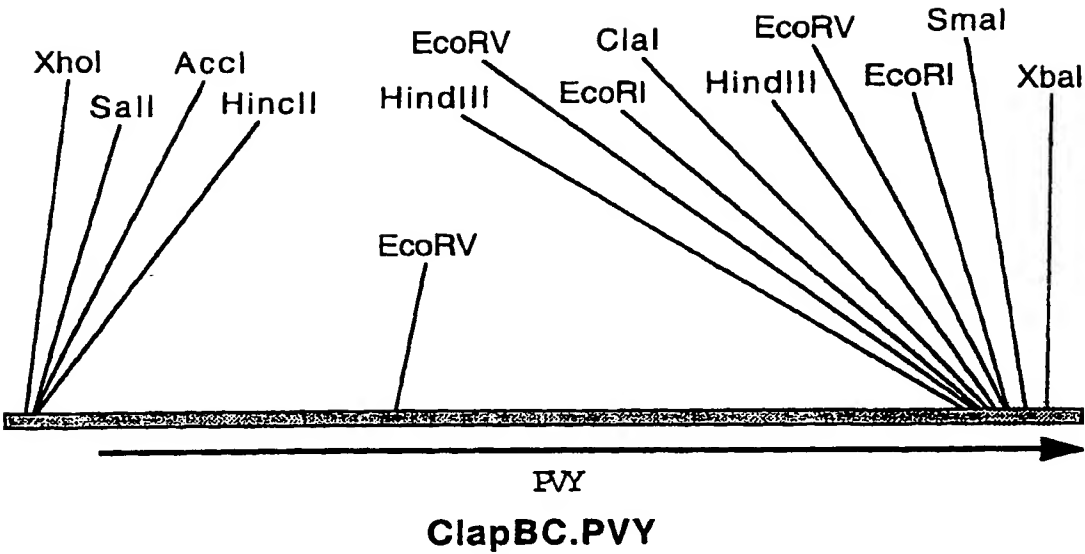 XhoI
SalI
AccI
HincII
HindIII
EcoRV
EcoRI
ClaI
HindIII
EcoRV
EcoRI
SmaI
XbaI
EcoRV
PVY
ClapBC.PVY